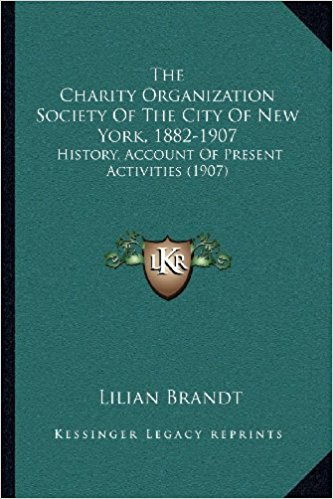 The
Charity Organization
Society Of The City Of New
York, 1882-1907
History, Account Of Present
Activities (1907)
LKR
Lilian Brandt
Kessinger Legacy Reprints